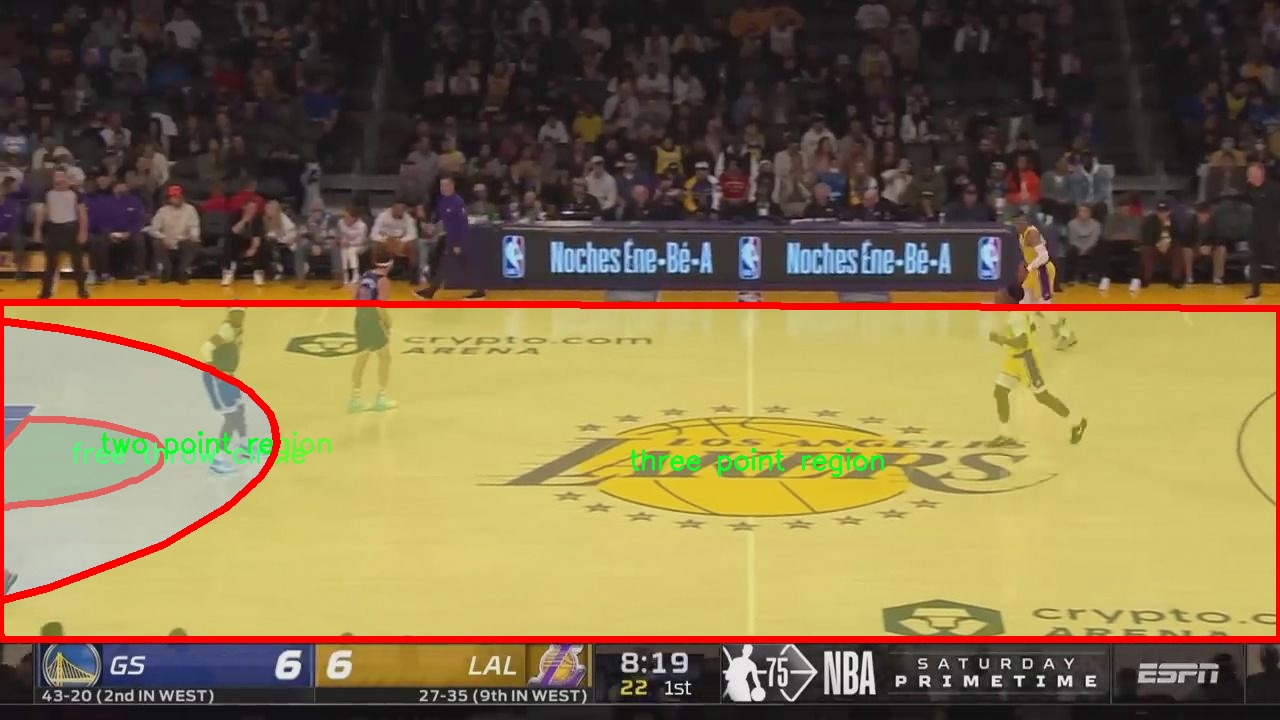 Noches Ene-Bé-A
Noches Ene-Bé-A
crypto.com
ARENA
two point region
free throw circle
LOS ANGELES
LAKERS
three point region
crypto.c
ARENA
GS 6
6 LAL
8:19
75
NBA
SATURDAY
PRIMETIME
ESPN
43-20 (2nd IN WEST)
27-35 (9th IN WEST)
22 1st